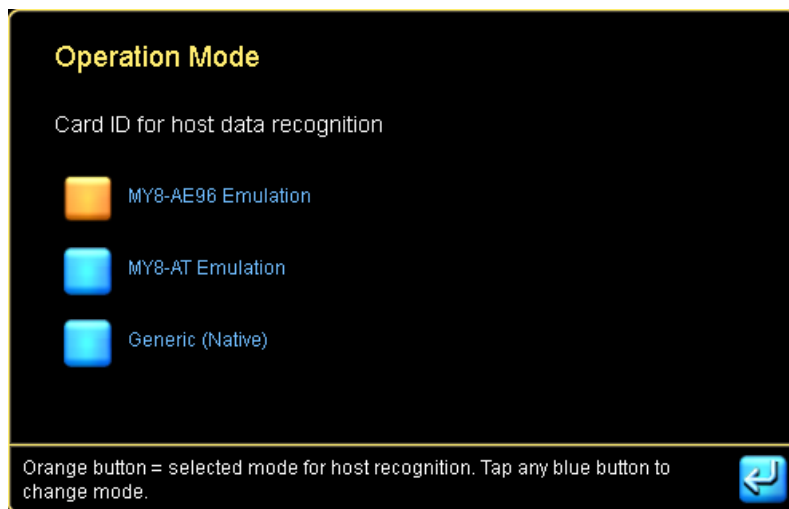 Operation Mode
Card ID for host data recognition
MY8-AE96 Emulation
MY8-AT Emulation
Generic (Native)
Orange button = selected mode for host recognition. Tap any blue button to
change mode.